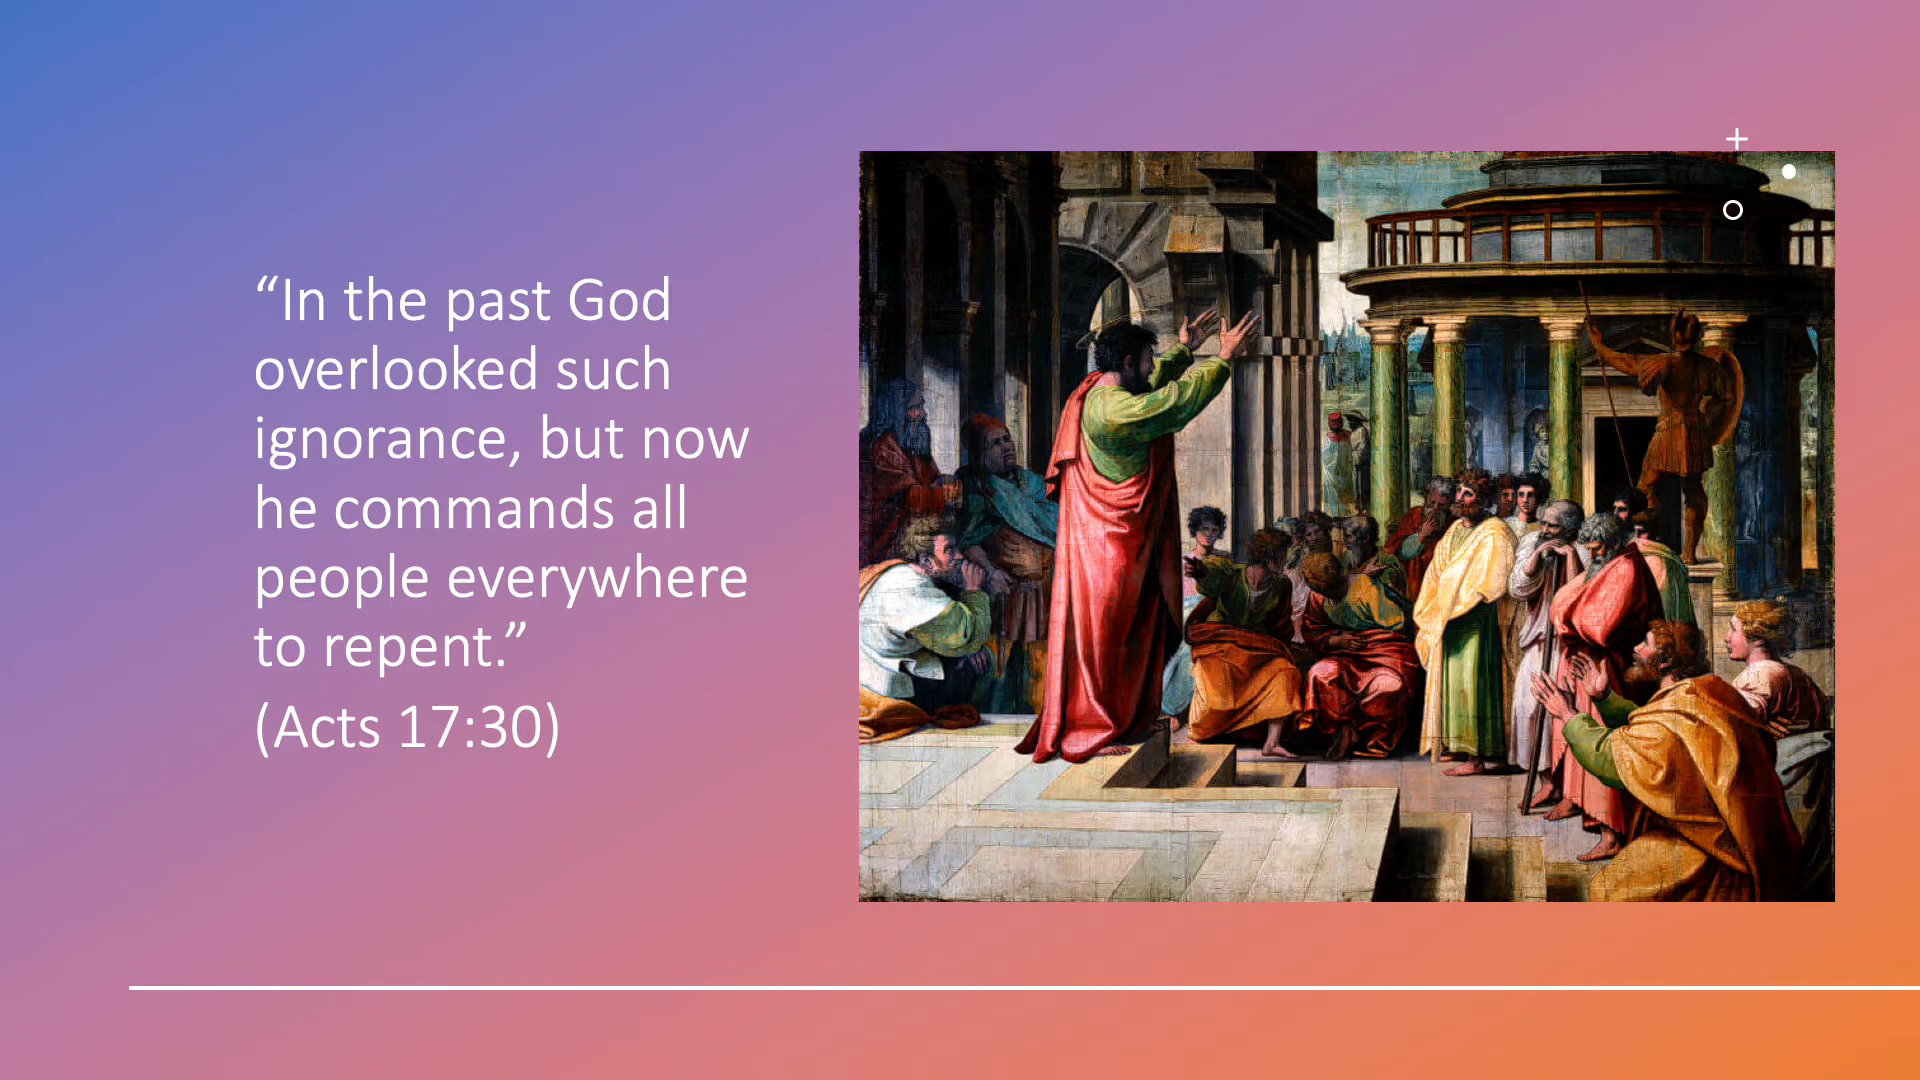 “In the past God
overlooked such
ignorance, but now
he commands all
people everywhere
to repent.”
(Acts 17:30)